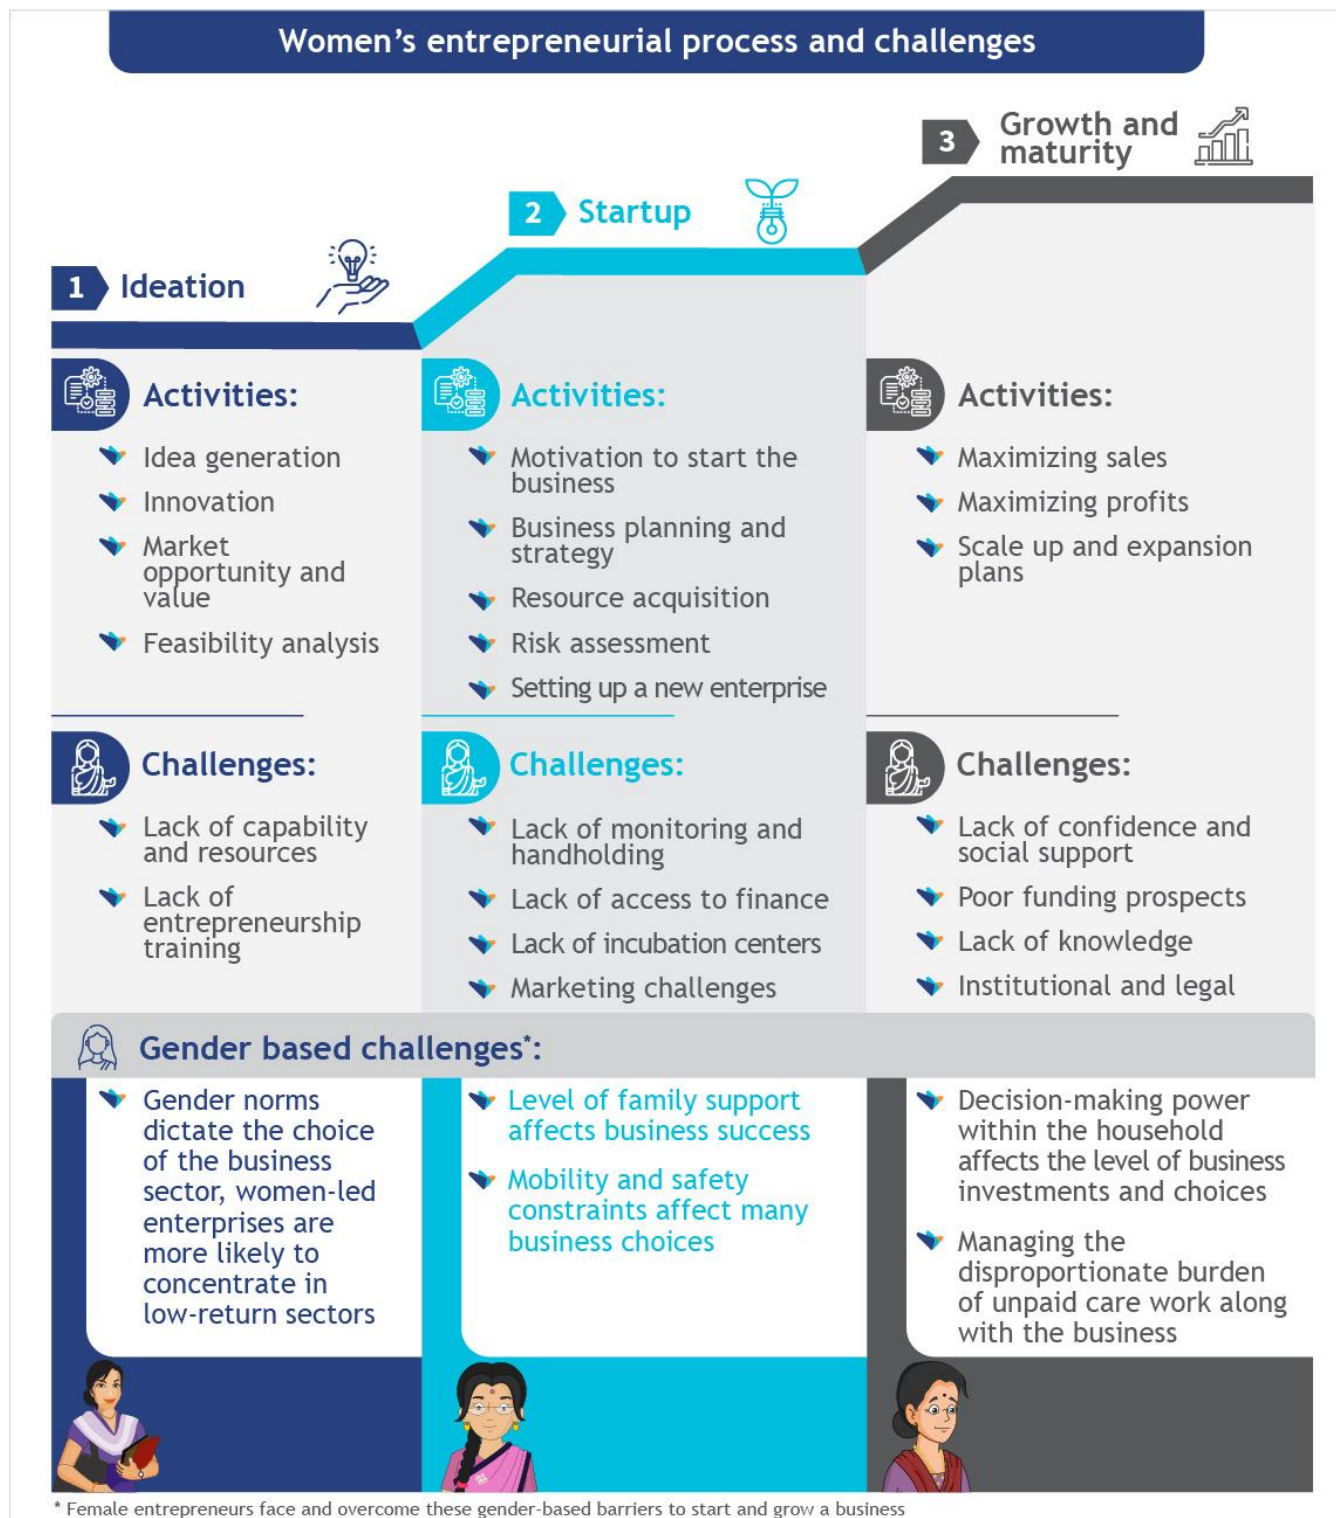 Women's entrepreneurial process and challenges
1 Ideation
2 Startup
3 Growth and
maturity
Activities:
Idea generation
Innovation
Market
opportunity and
value
Feasibility analysis
Challenges:
Lack of capability
and resources
Lack of
entrepreneurship
training
Activities:
Motivation to start the
business
Business planning and
strategy
Resource acquisition
Risk assessment
Setting up a new enterprise
Challenges:
Lack of monitoring and
handholding
Lack of access to finance
Lack of incubation centers
Marketing challenges
Activities:
Maximizing sales
Maximizing profits
Scale up and expansion
plans
Challenges:
Lack of confidence and
social support
Poor funding prospects
Lack of knowledge
Institutional and legal
Gender based challenges*:
Gender norms
dictate the choice
of the business
sector, women-led
enterprises are
more likely to
concentrate in
low-return sectors
Level of family support
affects business success
Mobility and safety
constraints affect many
business choices
Decision-making power
within the household
affects the level of business
investments and choices
Managing the
disproportionate burden
of unpaid care work along
with the business
* Female entrepreneurs face and overcome these gender-based barriers to start and grow a business